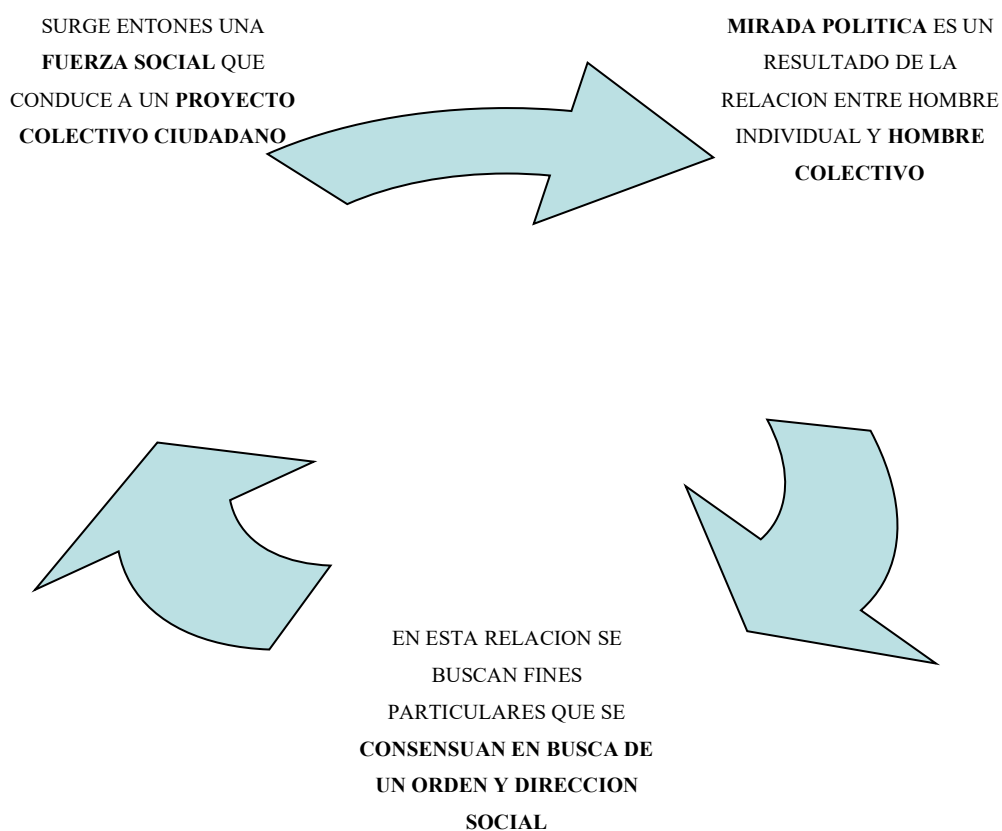 SURGE ENTONES UNA
FUERZA SOCIAL QUE
CONDUCE A UN PROYECTO
COLECTIVO CIUDADANO
MIRADA POLITICA ES UN
RESULTADO DE LA
RELACION ENTRE HOMBRE
INDIVIDUAL Y HOMBRE
COLECTIVO
EN ESTA RELACION SE
BUSCAN FINES
PARTICULARES QUE SE
CONSENSUAN EN BUSCA DE
UN ORDEN Y DIRECCION
SOCIAL